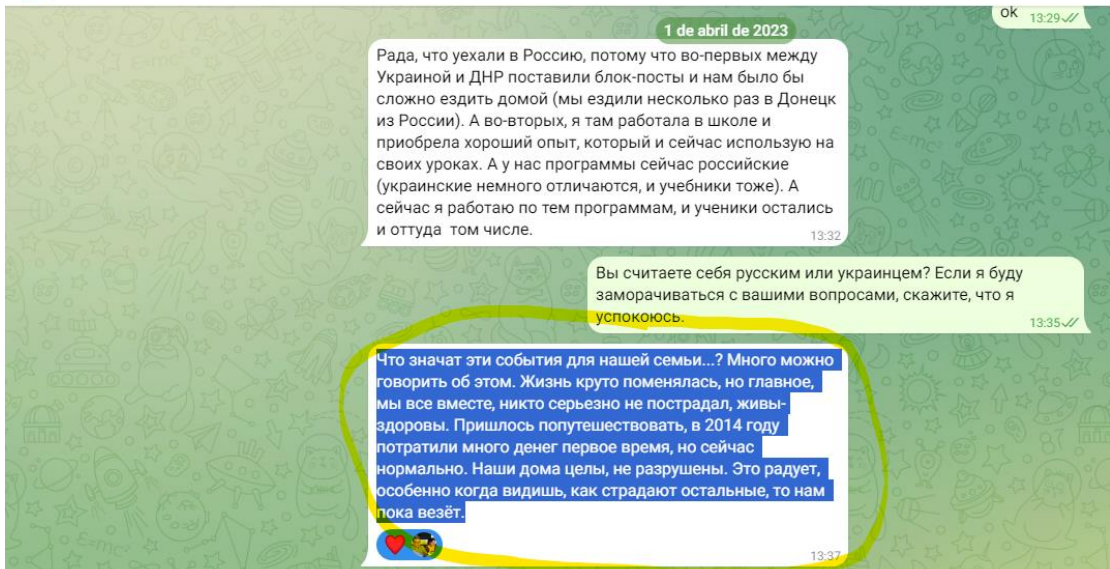 ok 13:29
1 de abril de 2023
Рада, что уехали в Россию, потому что во-первых между
Украиной и ДНР поставили блок-посты и нам было бы
сложно ездить домой (мы ездили несколько раз в Донецк
из России). А во-вторых, я там работала в школе и
приобрела хороший опыт, который и сейчас использую на
своих уроках. А у нас программы сейчас российские
(украинские немного отличаются, и учебники тоже). А
сейчас я работаю по тем программам, и ученики остались
и оттуда том числе.
13:32
Вы считаете себя русским или украинцем? Если я буду
заморачиваться с вашими вопросами, скажите, что я
успокоюсь.
13:35
Что значат эти события для нашей семьи...? Много можно
говорить об этом. Жизнь круто поменялась, но главное,
мы все вместе, никто серьезно не пострадал, живы-
здоровы. Пришлось попутешествовать, в 2014 году
потратили много денег первое время, но сейчас
нормально. Наши дома целы, не разрушены. Это радует,
особенно когда видишь, как страдают остальные, то нам
пока везёт.
13:37